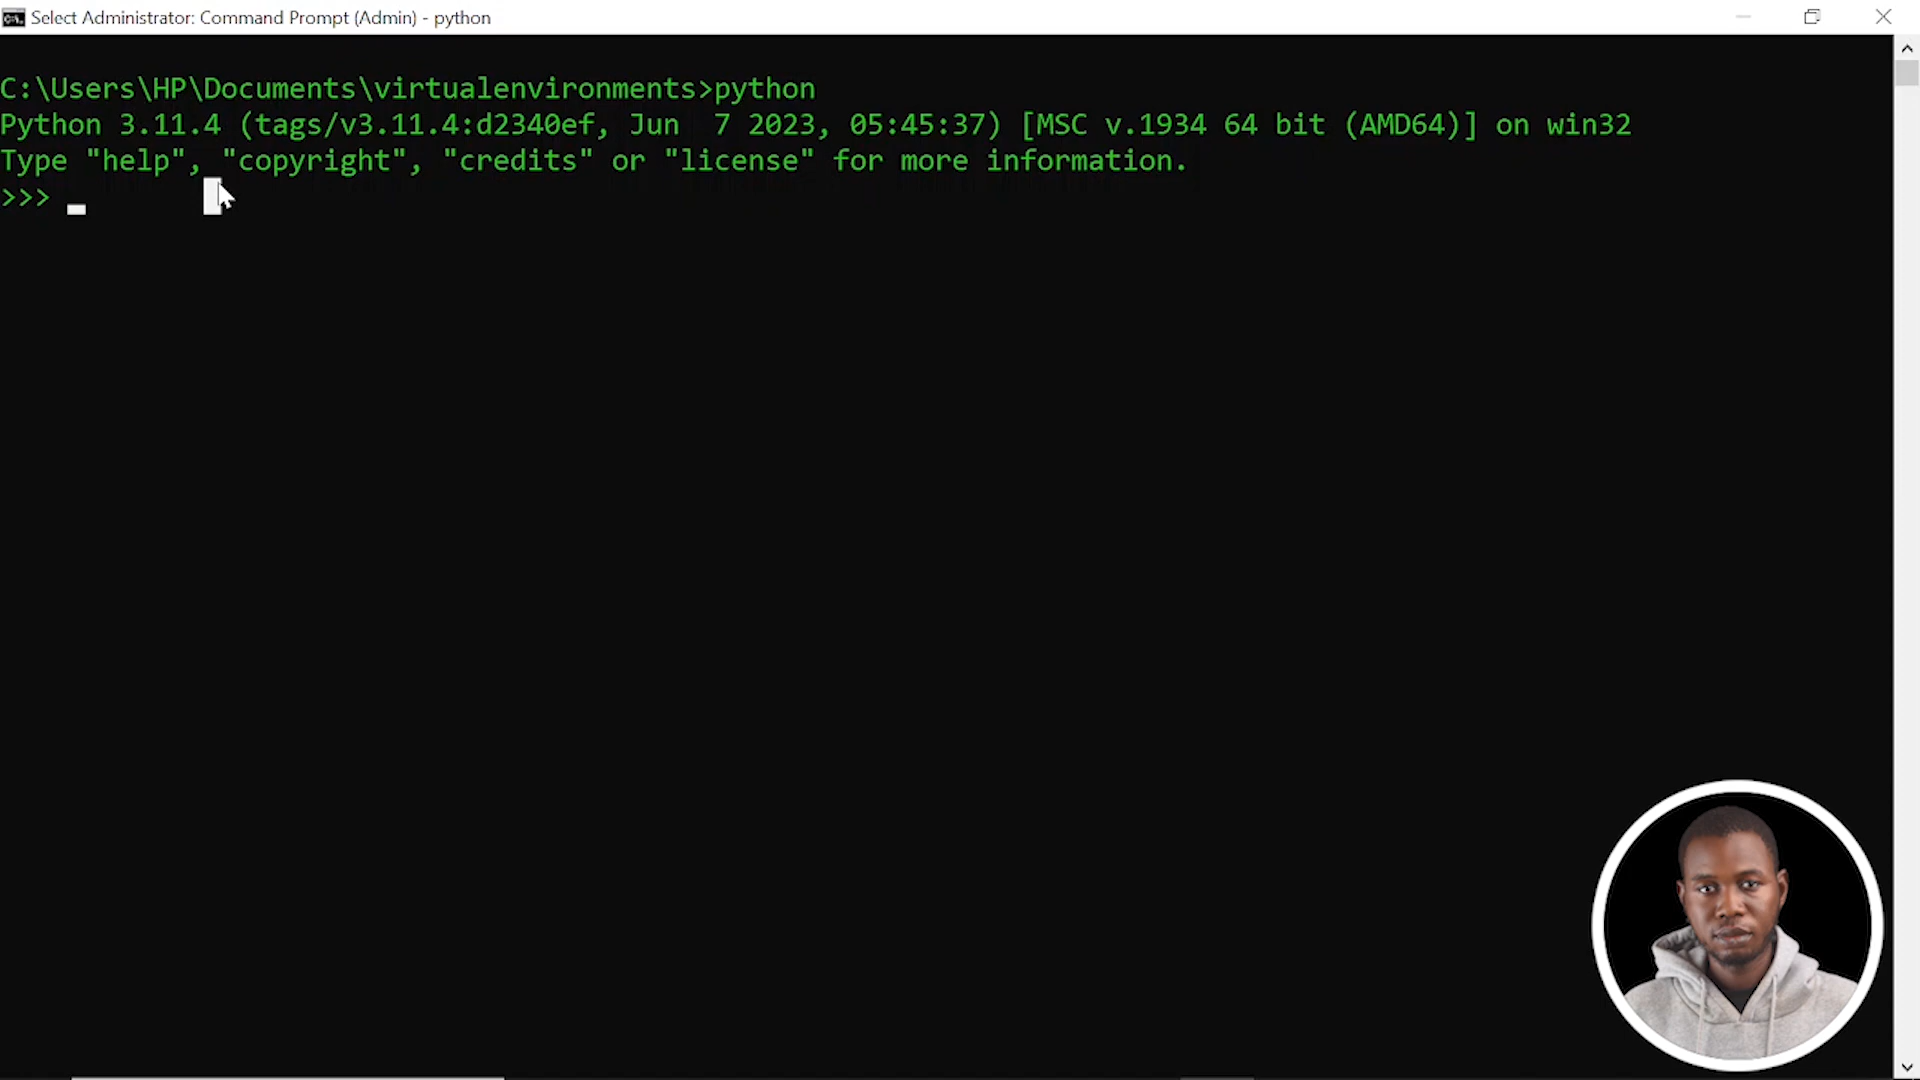 Select Administrator: Command Prompt (Admin) - python
C:\Users\HP\Documents\virtualenvironments>python
Python 3.11.4 (tags/v3.11.4:d2340ef, Jun  7 2023, 05:45:37) [MSC v.1934 64 bit (AMD64)] on win32
Type "help", "copyright", "credits" or "license" for more information.
>>>